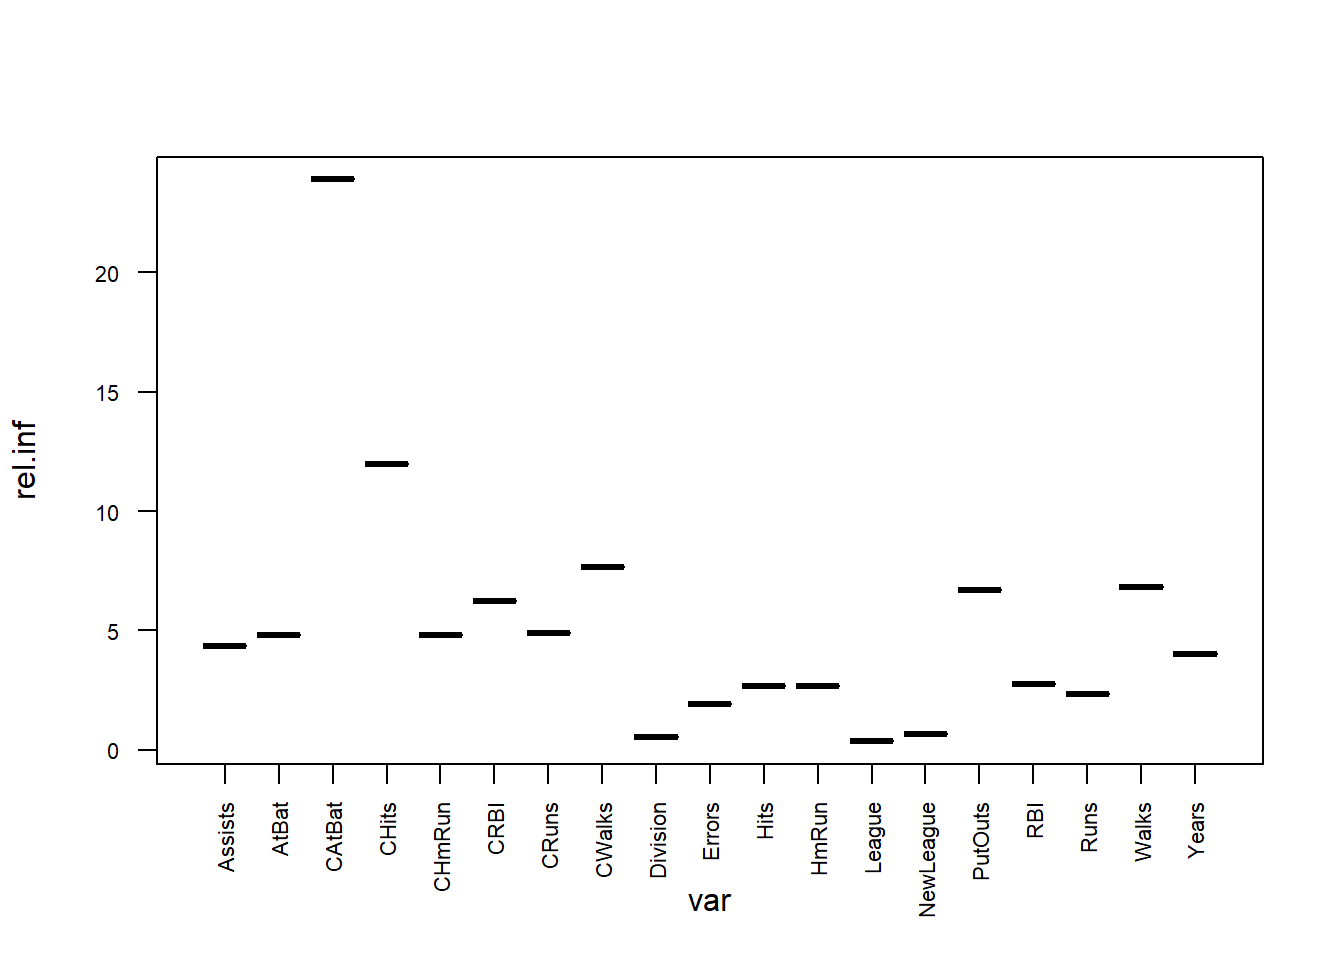 rel.inf
20
15
10
5
0
Assists
AtBat
CAtBat
CHits
CHmRun
CRBI
CRuns
CWalks
Division
Errors
Hits
HmRun
League
NewLeague
PutOuts
RBI
Runs
Walks
Years
var